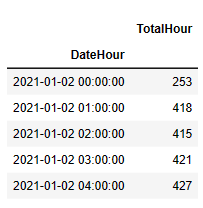 TotalHour
DateHour
2021-01-02 00:00:00 253
2021-01-02 01:00:00 418
2021-01-02 02:00:00 415
2021-01-02 03:00:00 421
2021-01-02 04:00:00 427